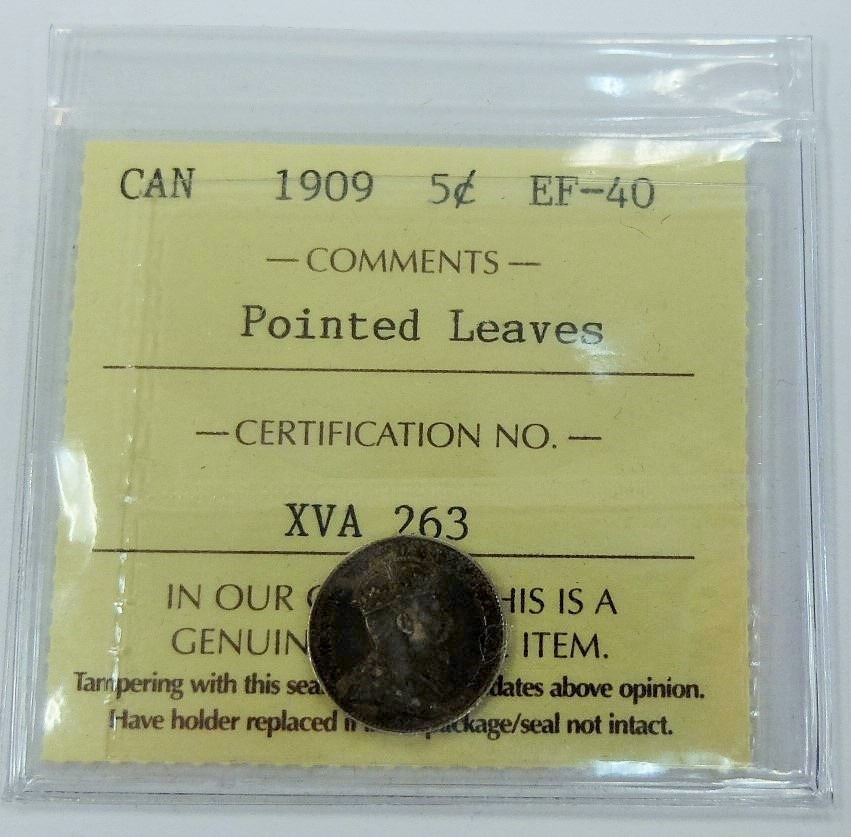 CAN 1909 5¢ EF-40
— COMMENTS —
Pointed Leaves
— CERTIFICATION NO. —
XVA 263
IN OUR HIS IS A
GENUIN ITEM.
Tampering with this sea dates above opinion.
Have holder replaced package/seal not intact.